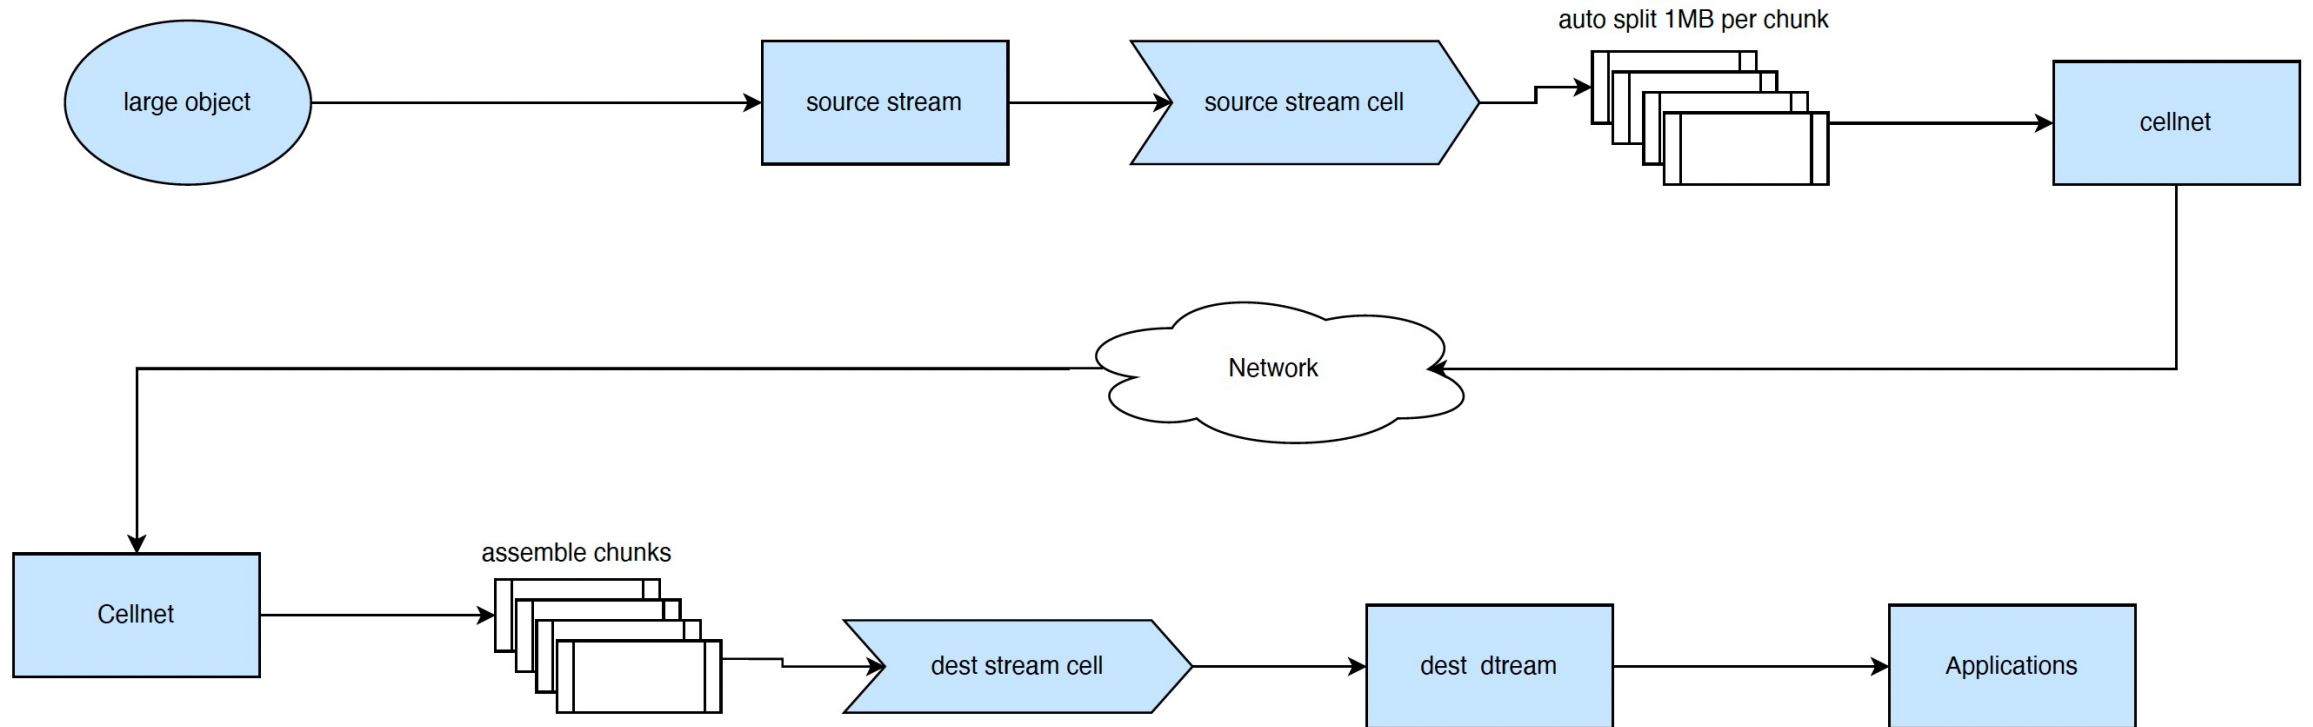 auto split 1MB per chunk
large object
source stream
source stream cell
cellnet
Network
assemble chunks
Cellnet
dest stream cell
dest dtream
Applications